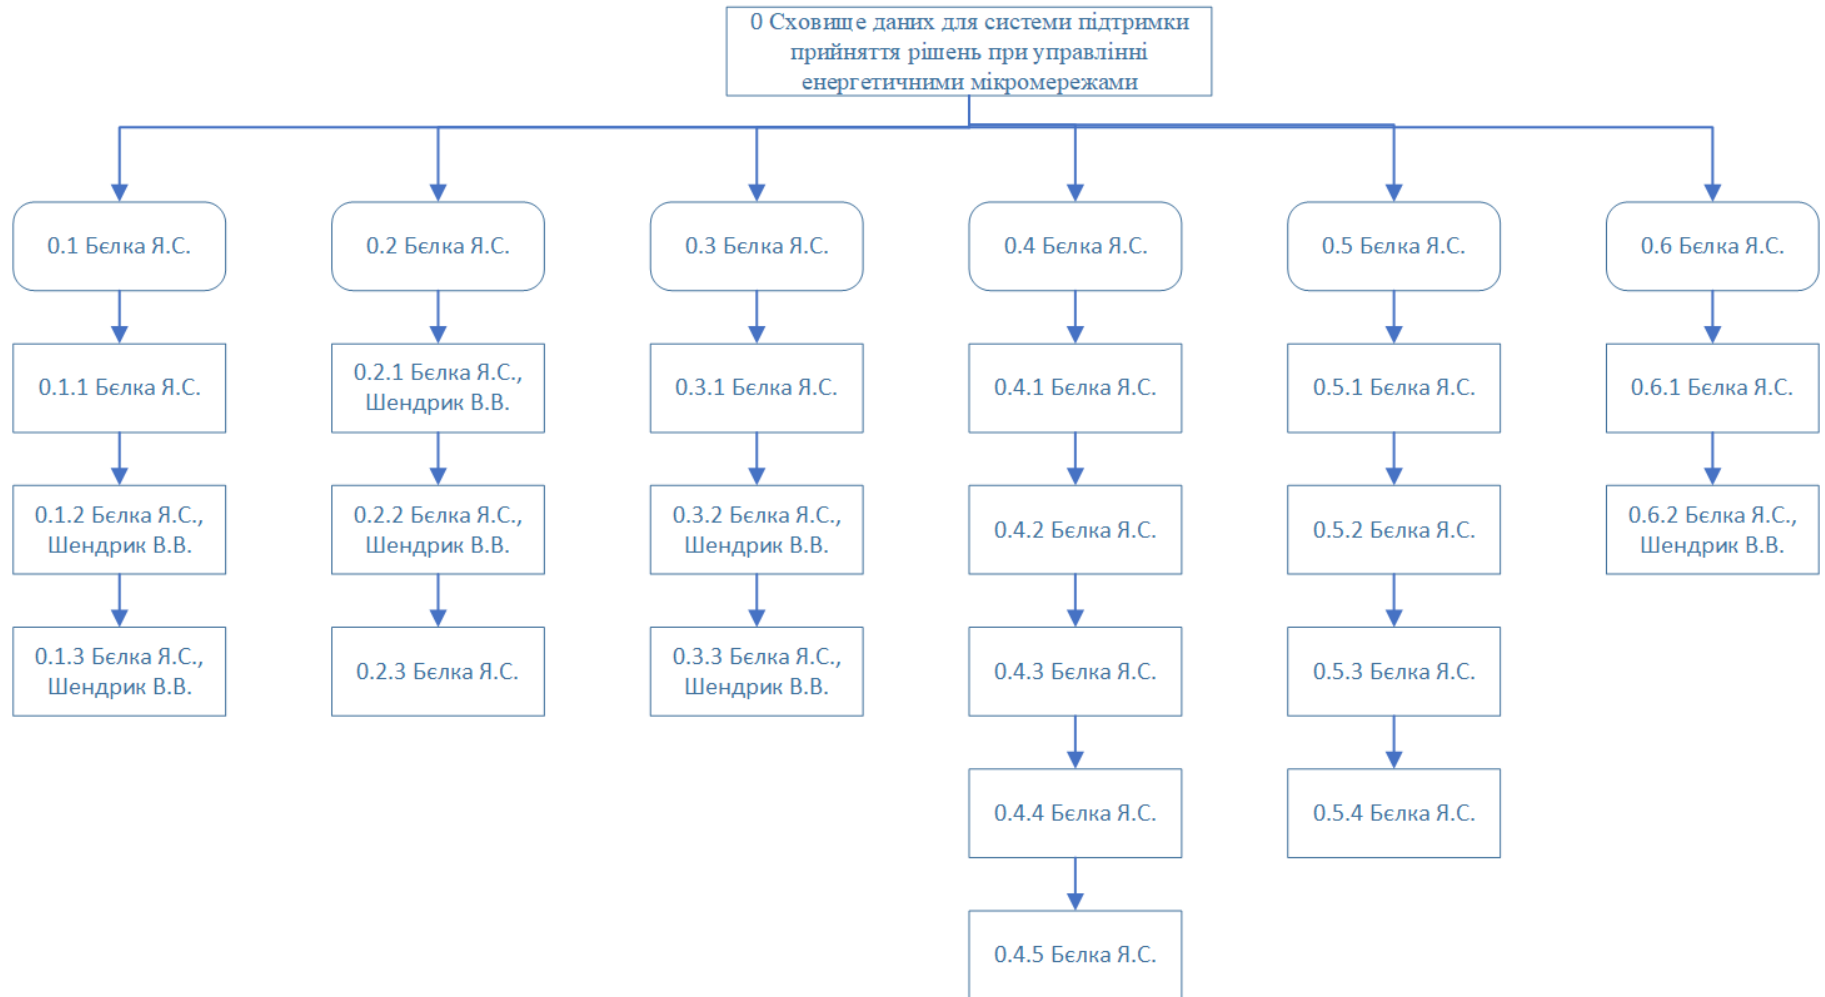 0 Сховище даних для системи підтримки
прийняття рішень при управлінні
енергетичними мікромережами
0.1 Бєлка Я.С.
0.2 Бєлка Я.С.
0.3 Бєлка Я.С.
0.4 Бєлка Я.С.
0.5 Бєлка Я.С.
0.6 Бєлка Я.С.
0.1.1 Бєлка Я.С.
0.2.1 Бєлка Я.С.,
Шендрик В.В.
0.3.1 Бєлка Я.С.
0.4.1 Бєлка Я.С.
0.5.1 Бєлка Я.С.
0.6.1 Бєлка Я.С.
0.1.2 Бєлка Я.С.,
Шендрик В.В.
0.2.2 Бєлка Я.С.,
Шендрик В.В.
0.3.2 Бєлка Я.С.,
Шендрик В.В.
0.4.2 Бєлка Я.С.
0.5.2 Бєлка Я.С.
0.6.2 Бєлка Я.С.,
Шендрик В.В.
0.1.3 Бєлка Я.С.,
Шендрик В.В.
0.2.3 Бєлка Я.С.
0.3.3 Бєлка Я.С.,
Шендрик В.В.
0.4.3 Бєлка Я.С.
0.5.3 Бєлка Я.С.
0.4.4 Бєлка Я.С.
0.5.4 Бєлка Я.С.
0.4.5 Бєлка Я.С.